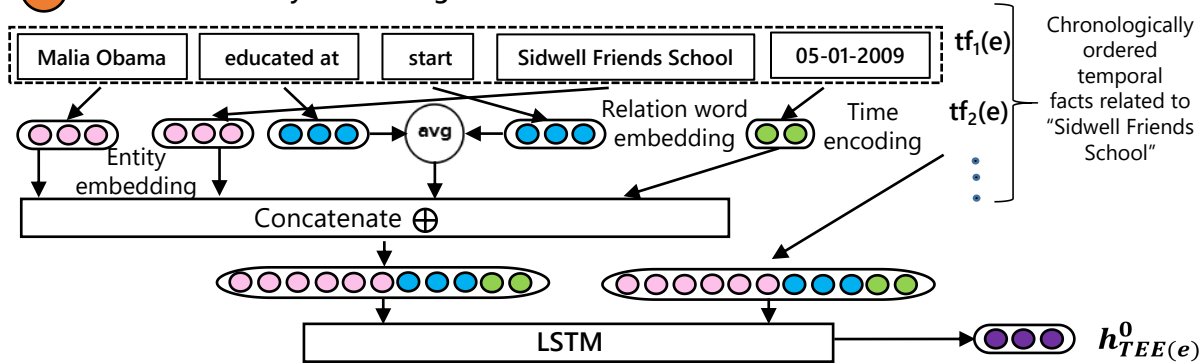 Malia Obama
educated at
start
Sidwell Friends School
05-01-2009
tf₁(e)
tf₂(e)
Chronologically
ordered
temporal
facts related to
"Sidwell Friends
School"
avg
Relation word
embedding
Time
encoding
Entity
embedding
Concatenate ⊕
LSTM
h⁰_TEE(e)